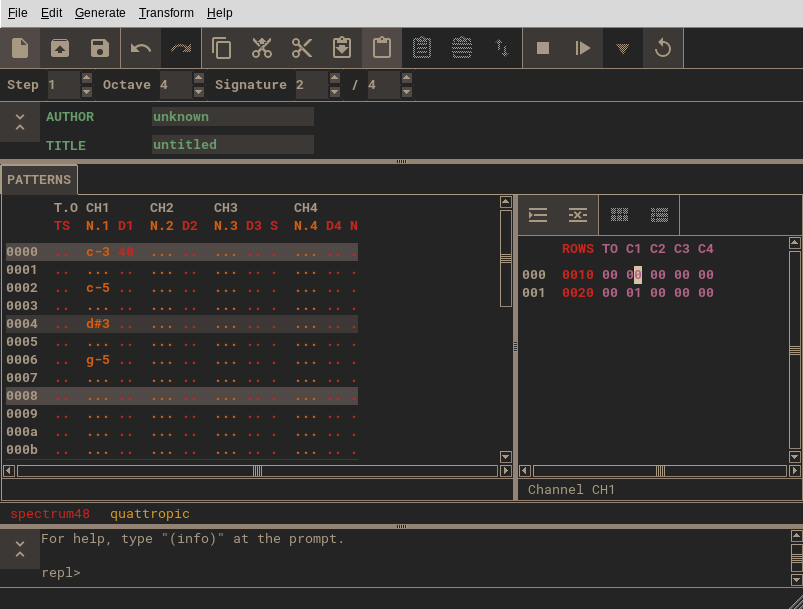 File Edit Generate Transform Help
Step 1 Octave 4 Signature 2 / 4
AUTHOR unknown
TITLE untitled
PATTERNS
T.O CH1 CH2 CH3 CH4
TS N.1 D1 N.2 D2 N.3 D3 S N.4 D4 N
0000 .. c-3 40 ... .. ... .. . ... .. .
0001 .. ... .. ... .. ... .. . ... .. .
0002 .. c-5 .. ... .. ... .. . ... .. .
0003 .. ... .. ... .. ... .. . ... .. .
0004 .. d#3 .. ... .. ... .. . ... .. .
0005 .. ... .. ... .. ... .. . ... .. .
0006 .. g-5 .. ... .. ... .. . ... .. .
0007 .. ... .. ... .. ... .. . ... .. .
0008 .. ... .. ... .. ... .. . ... .. .
0009 .. ... .. ... .. ... .. . ... .. .
000a .. ... .. ... .. ... .. . ... .. .
000b .. ... .. ... .. ... .. . ... .. .
ROWS TO C1 C2 C3 C4
000 0010 00 00 00 00 00
001 0020 00 01 00 00 00
Channel CH1
spectrum48 quattropic
For help, type "(info)" at the prompt.
repl>